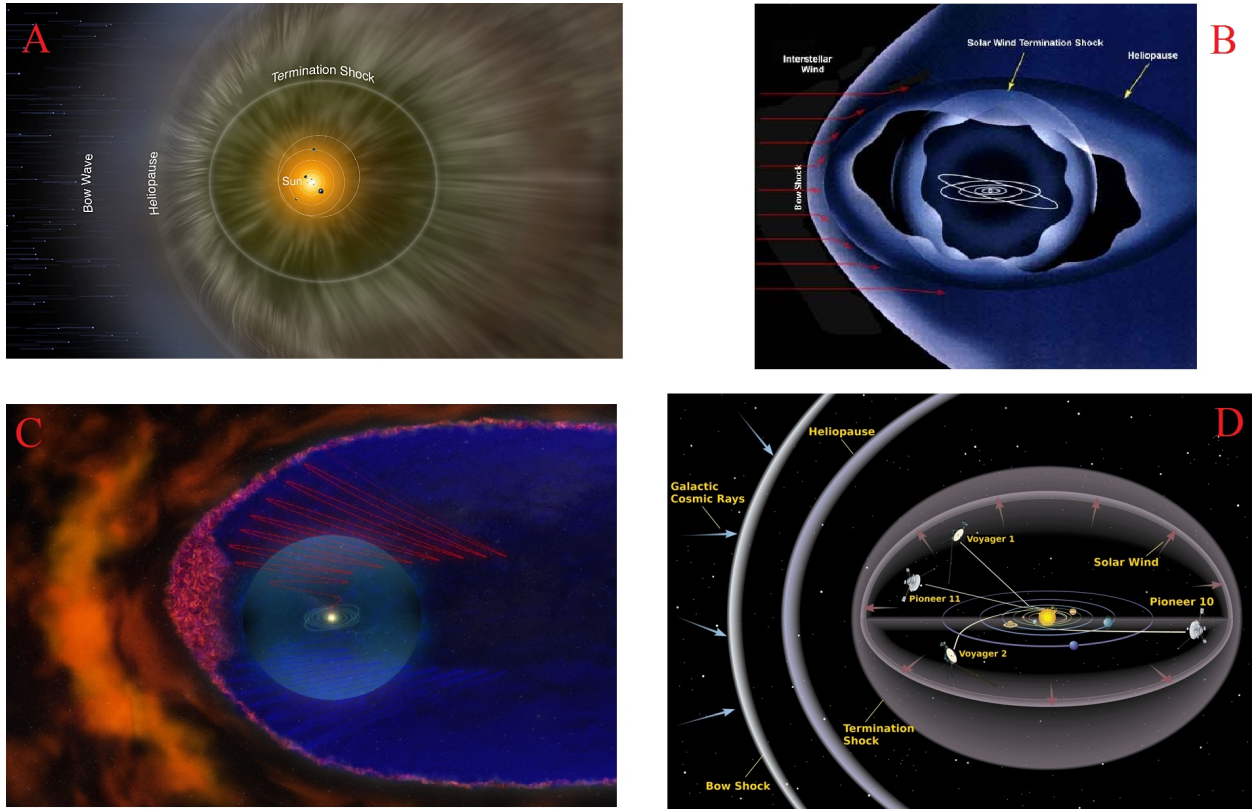 A
Termination Shock
Sun
Bow Wave
Heliopause
B
Solar Wind Termination Shock
Heliopause
Interstellar
Wind
Bow Shock
C
D
Heliopause
Galactic
Cosmic Rays
Voyager 1
Solar Wind
Pioneer 11
Pioneer 10
Voyager 2
Termination
Shock
Bow Shock